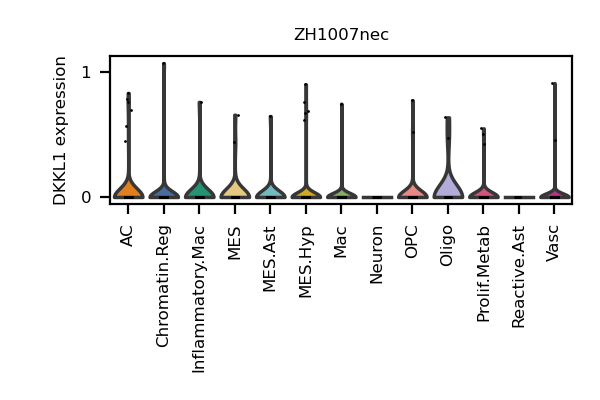 ZH1007nec
DKKL1 expression
1
0
AC
Chromatin.Reg
Inflammatory.Mac
MES
MES.Ast
MES.Hyp
Mac
Neuron
OPC
Oligo
Prolif.Metab
Reactive.Ast
Vasc